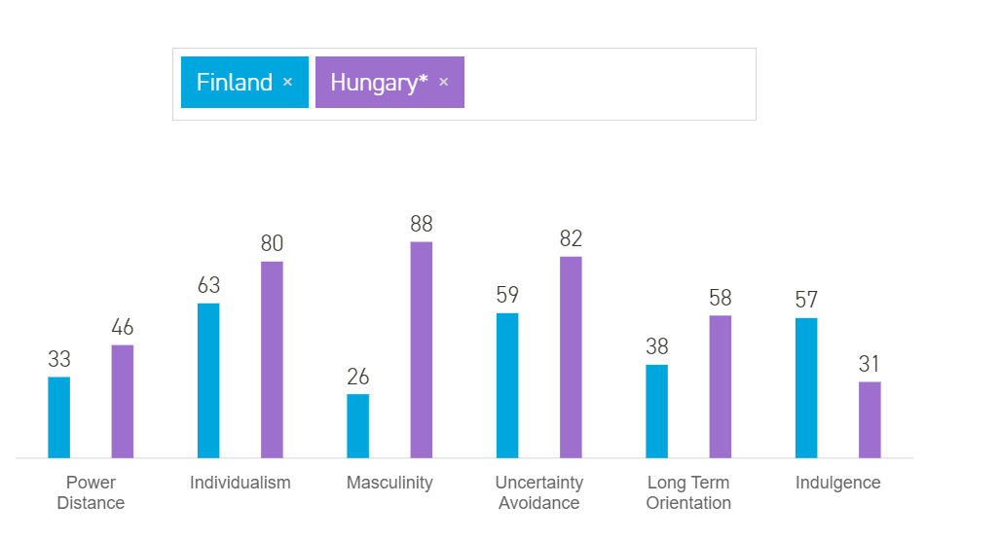 Finland ×
Hungary* ×
33
46
63
80
26
88
59
82
38
58
57
31
Power
Distance
Individualism
Masculinity
Uncertainty
Avoidance
Long Term
Orientation
Indulgence